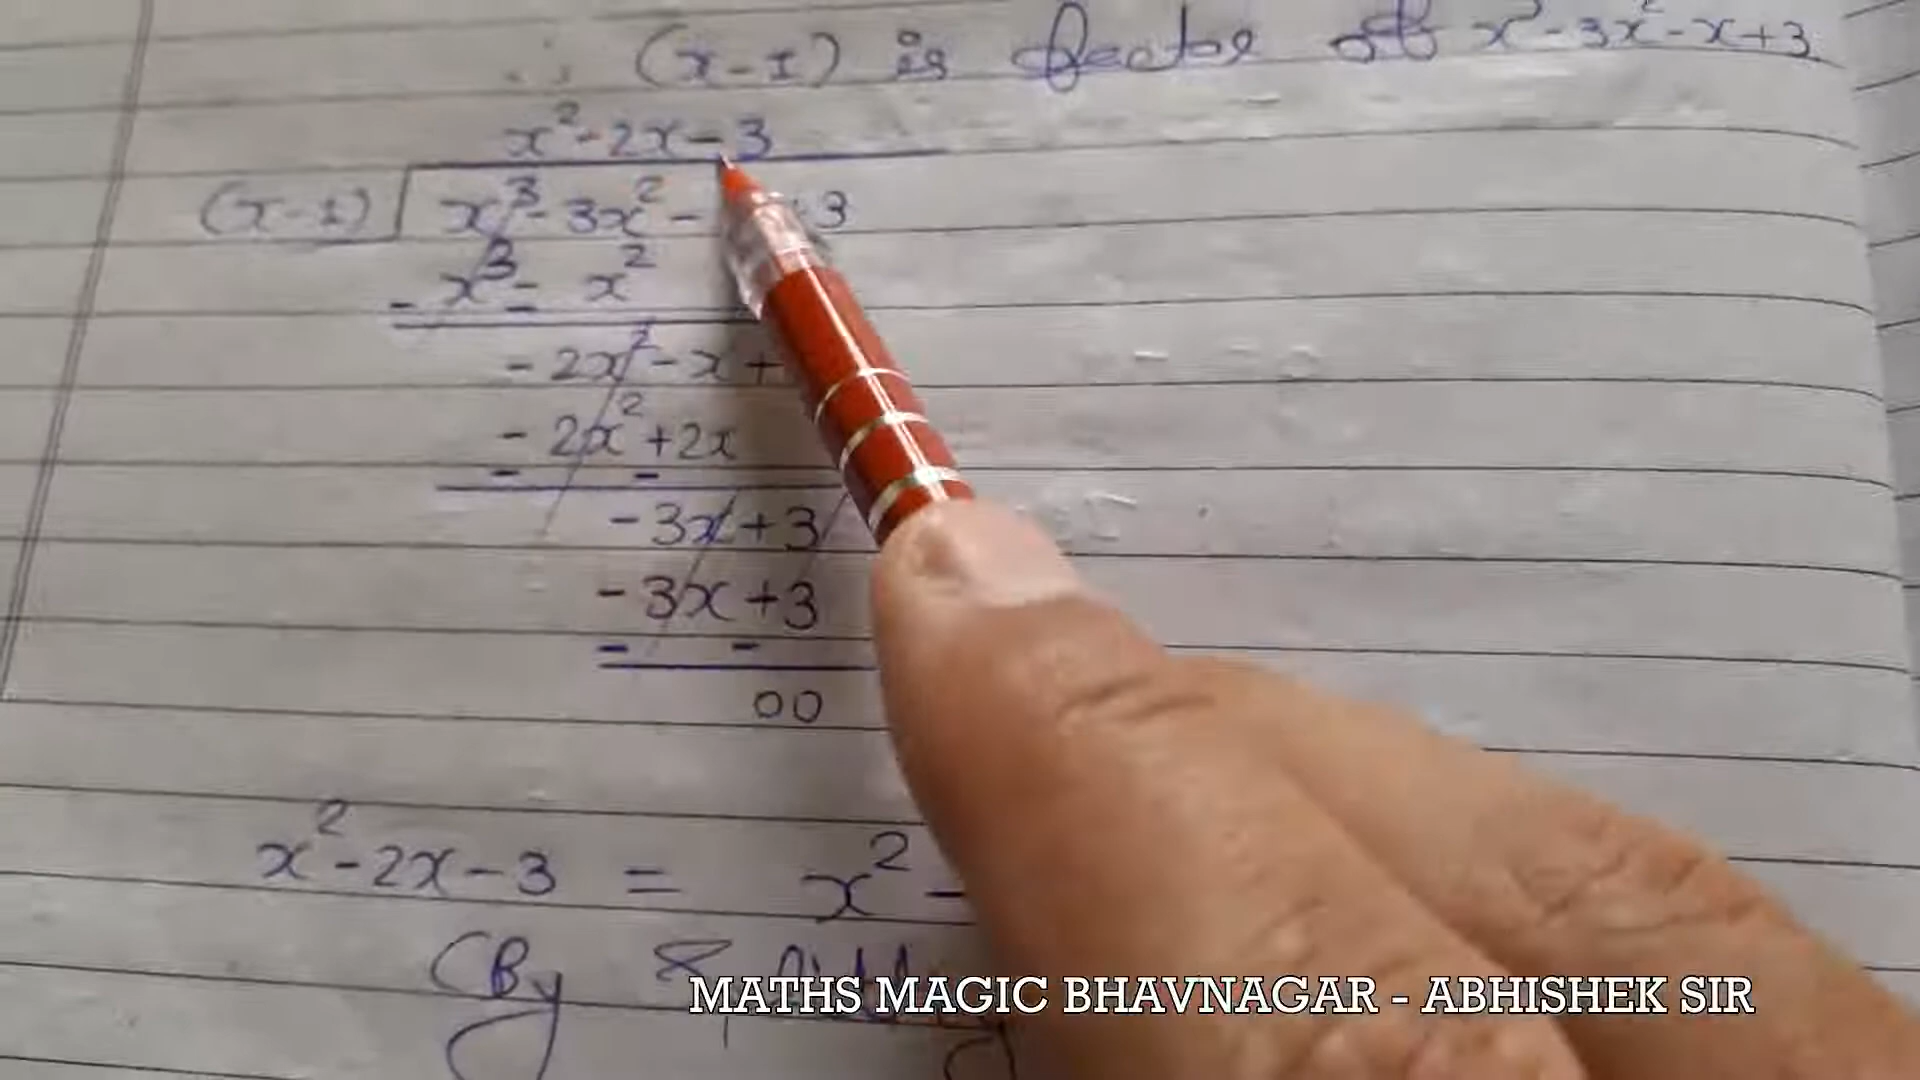 (x-1) is factor of x³-3x²-x+3
x²-2x-3
(x-1) x³-3x²- +3
- x³- x²
-2x²-x+
-2x²+2x
- -
-3x+3
-3x+3
- -
00
x²-2x-3 = x²-
(By
MATHS MAGIC BHAVNAGAR - ABHISHEK SIR